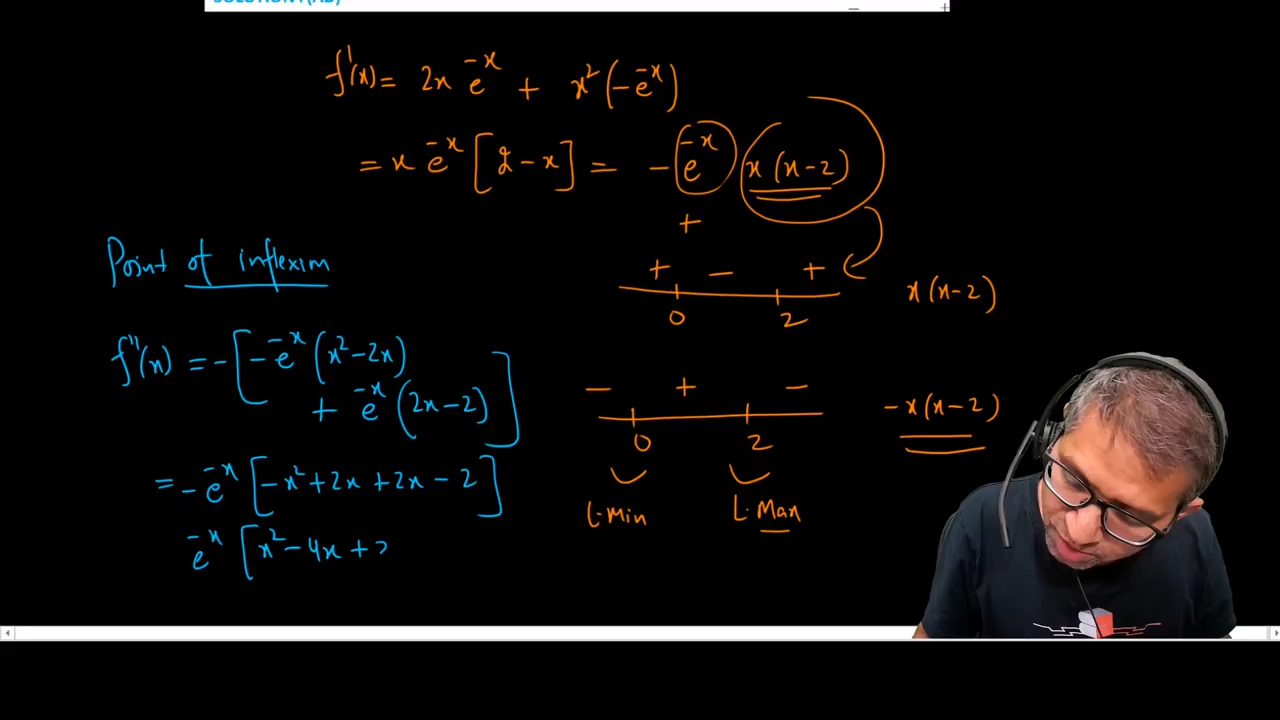 f'(x) = 2x e^{-x} + x^2(-e^{-x})
= x e^{-x} [2 - x] = - e^{-x} x(x-2)
+
Point of inflexion
+ - +
0 2
x(x-2)
f''(x) = -[-e^{-x}(x^2-2x)
+ e^{-x}(2x-2)]
- + -
-x(x-2)
0 2
= -e^{-x}[-x^2+2x+2x-2]
L.Min L.Max
e^{-x}[x^2-4x+